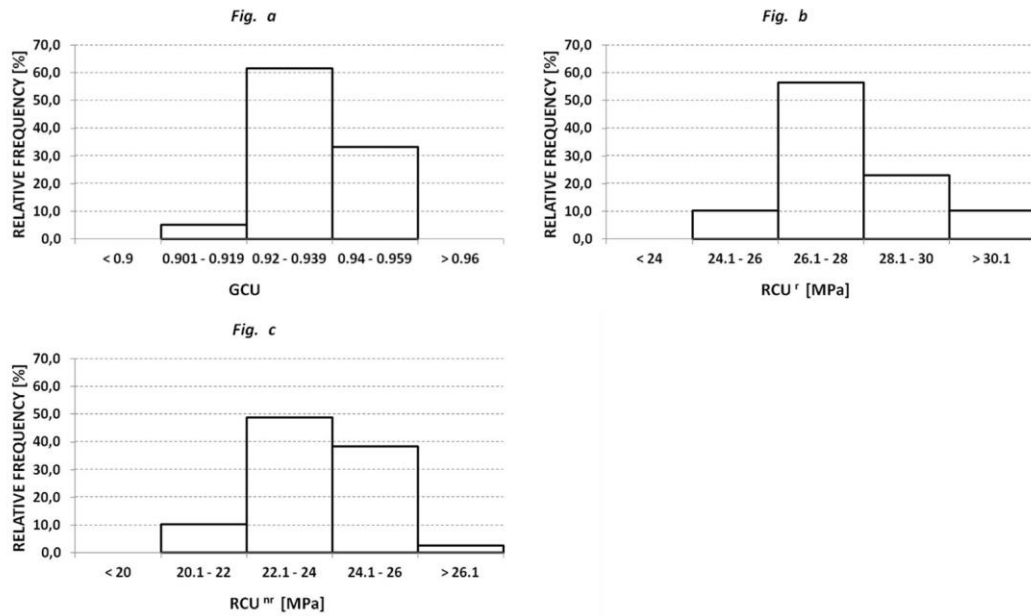 Fig. a
RELATIVE FREQUENCY [%]
70,0
60,0
50,0
40,0
30,0
20,0
10,0
0,0
< 0.9 0.901 - 0.919 0.92 - 0.939 0.94 - 0.959 > 0.96
GCU
Fig. b
RELATIVE FREQUENCY [%]
70,0
60,0
50,0
40,0
30,0
20,0
10,0
0,0
< 24 24.1 - 26 26.1 - 28 28.1 - 30 > 30.1
RCU r [MPa]
Fig. c
RELATIVE FREQUENCY [%]
70,0
60,0
50,0
40,0
30,0
20,0
10,0
0,0
< 20 20.1 - 22 22.1 - 24 24.1 - 26 > 26.1
RCU nr [MPa]